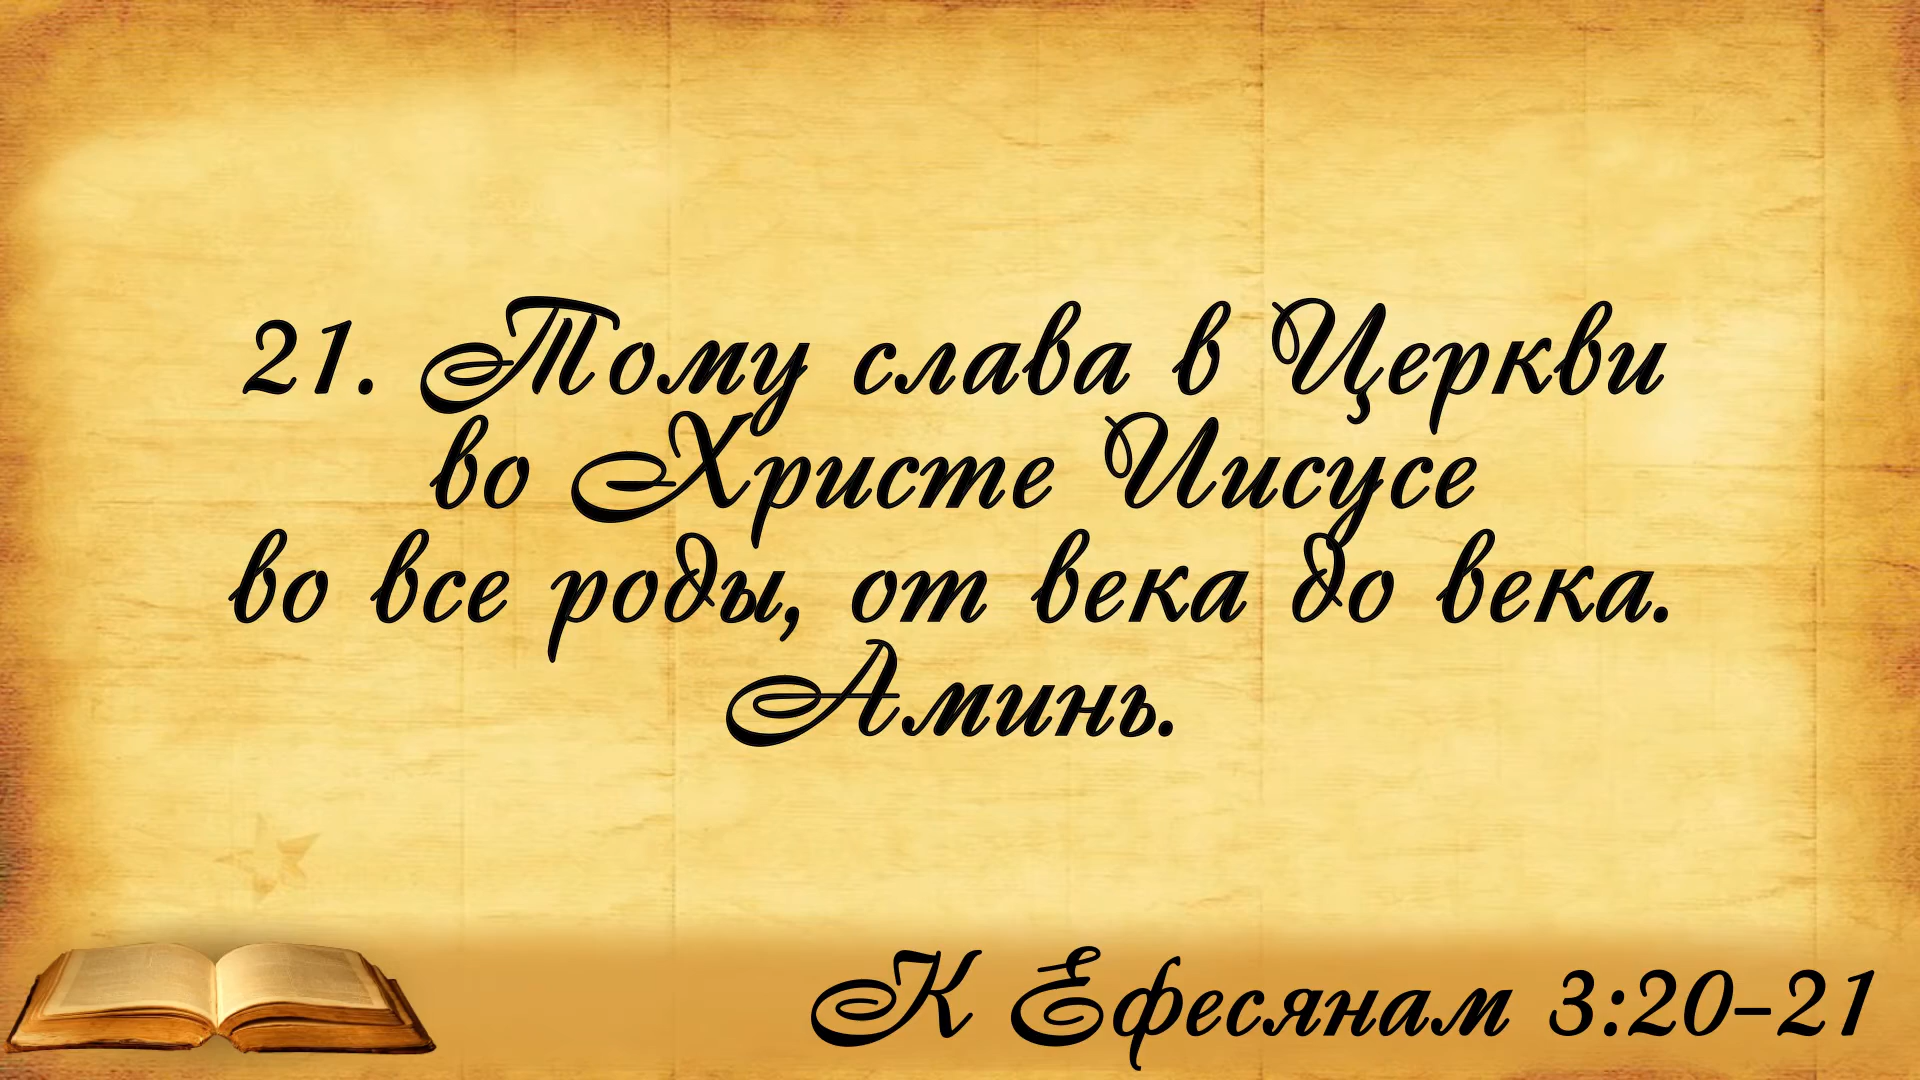 21. Тому слава в Церкви
во Христе Иисусе
во все роды, от века до века.
Аминь.
К Ефесянам 3:20-21